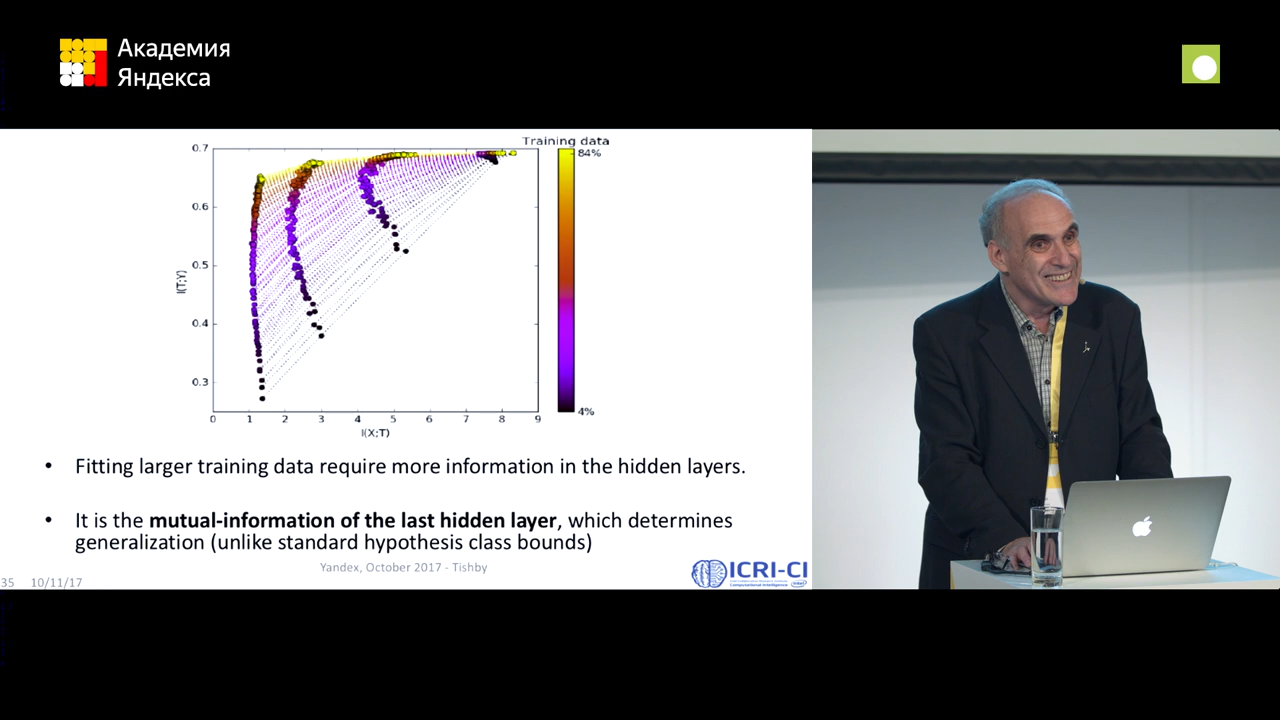 Академия
Яндекса
Training data
84%
4%
0.7
0.6
0.5
0.4
0.3
I(T;Y)
0 1 2 3 4 5 6 7 8 9
I(X;T)
• Fitting larger training data require more information in the hidden layers.
• It is the mutual-information of the last hidden layer, which determines
generalization (unlike standard hypothesis class bounds)
Yandex, October 2017 - Tishby
35 10/11/17
ICRI-CI